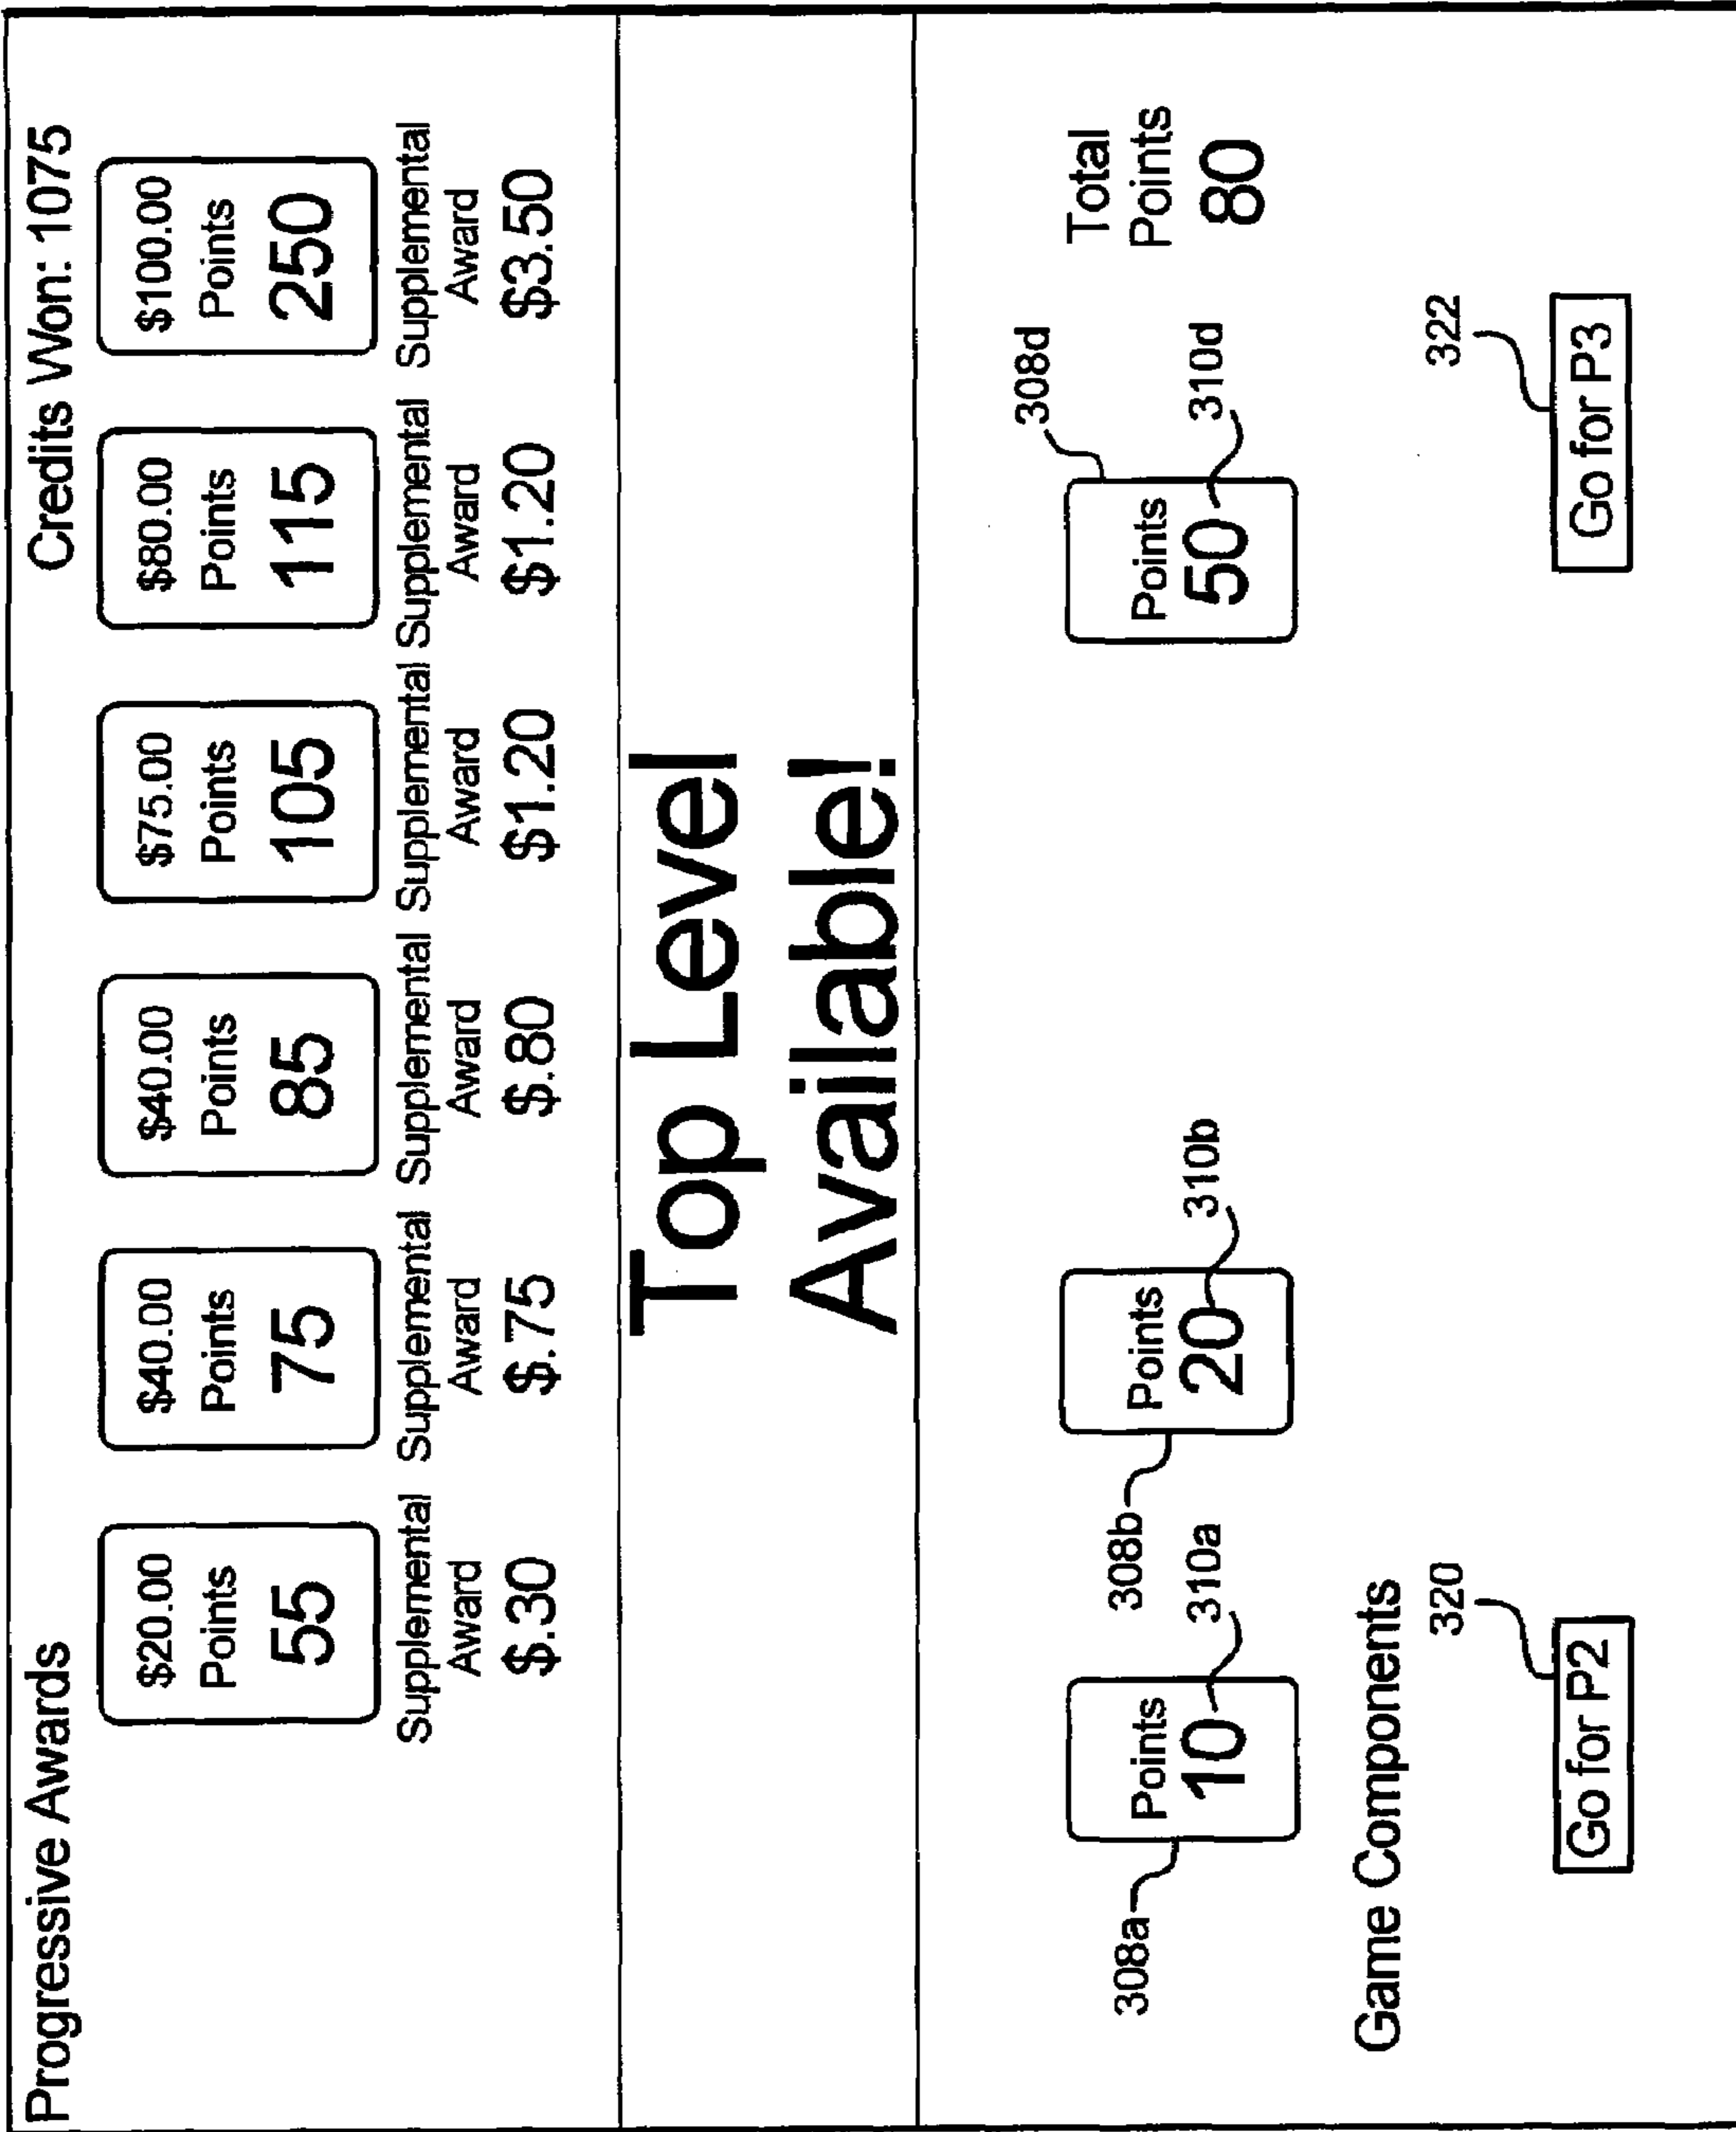 Progressive Awards Credits Won: 1075
$20.00 $40.00 $40.00 $75.00 $80.00 $100.00
Points Points Points Points Points Points
55 75 85 105 115 250
Supplemental Supplemental Supplemental Supplemental Supplemental Supplemental
Award Award Award Award Award Award
$.30 $.75 $.80 $1.20 $1.20 $3.50
Top Level
Available!
308d
Total
Points Points Points Points
10 20 50 80
308a 308b 310a 310b 310d
Game Components
320 322
Go for P2 Go for P3